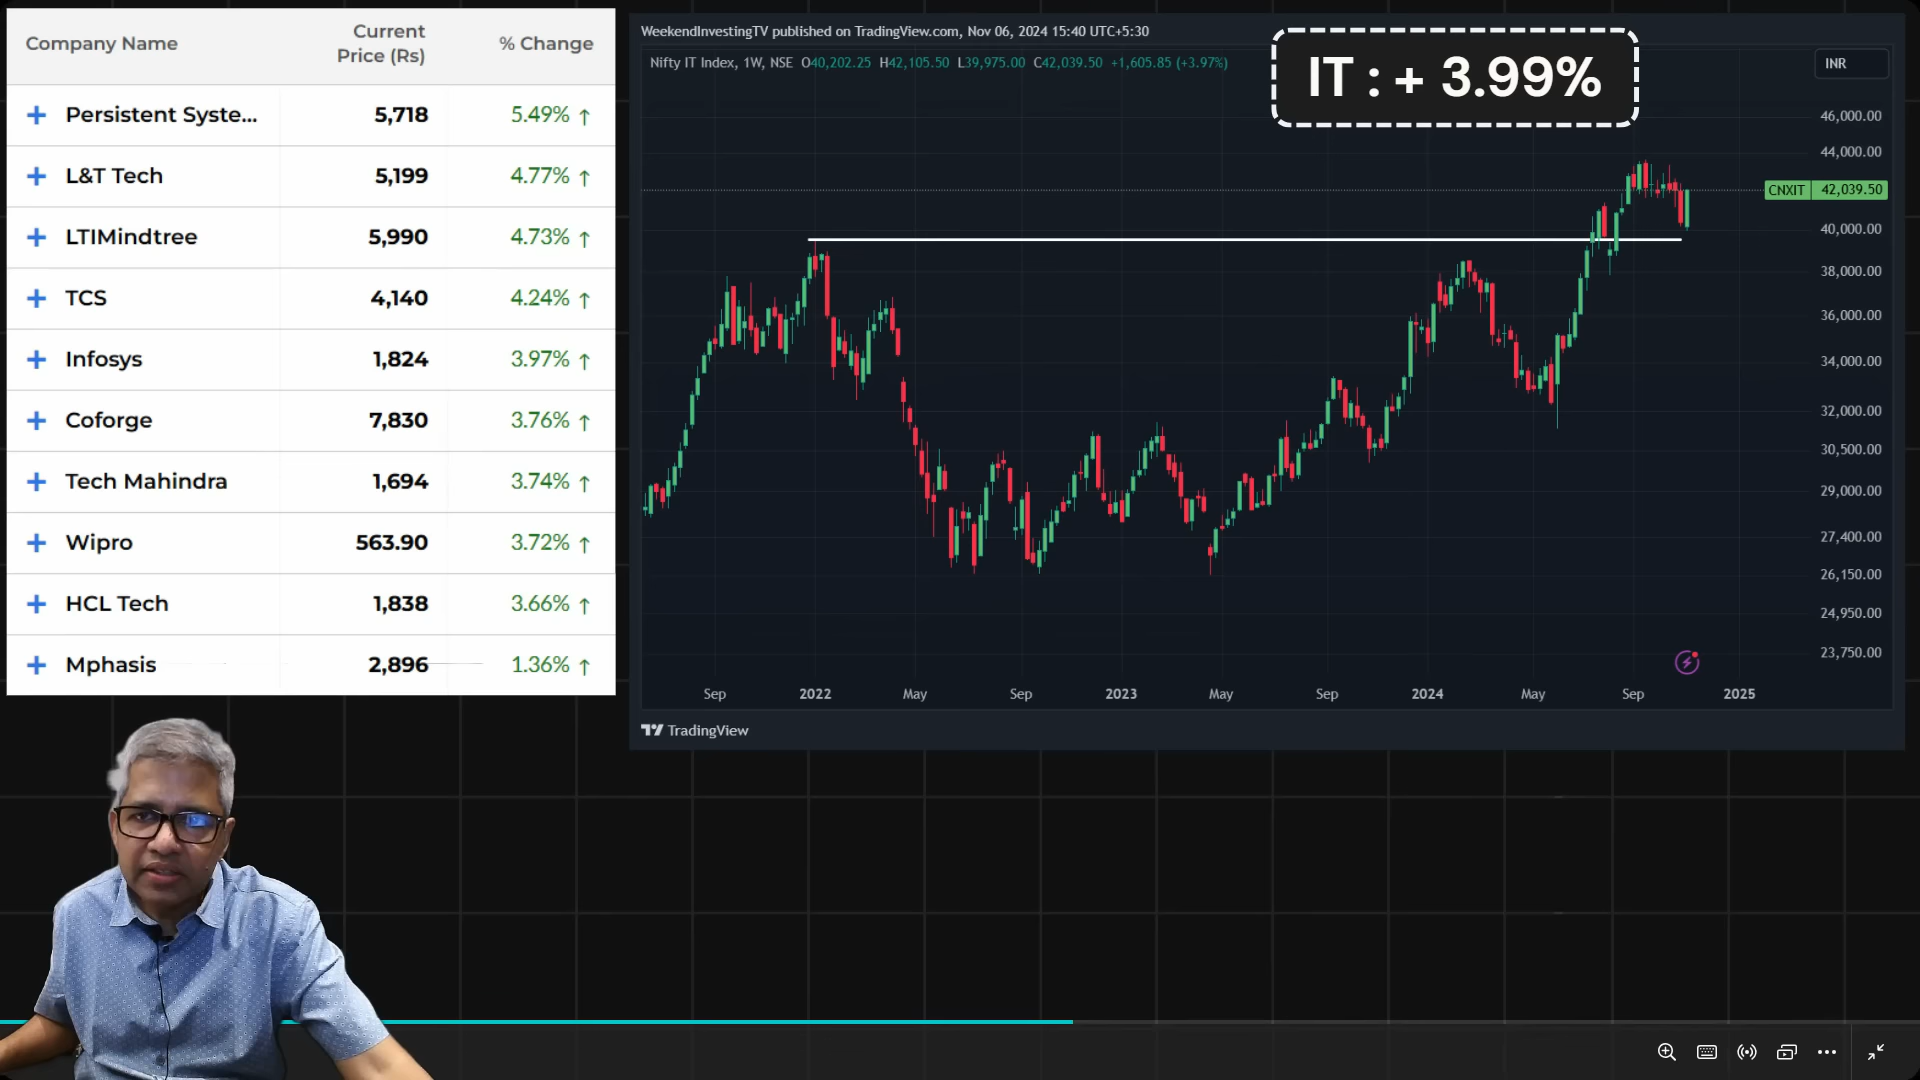 Company Name Current Price (Rs) % Change
Persistent Syste... 5,718 5.49% ↑
L&T Tech 5,199 4.77% ↑
LTIMindtree 5,990 4.73% ↑
TCS 4,140 4.24% ↑
Infosys 1,824 3.97% ↑
Coforge 7,830 3.76% ↑
Tech Mahindra 1,694 3.74% ↑
Wipro 563.90 3.72% ↑
HCL Tech 1,838 3.66% ↑
Mphasis 2,896 1.36% ↑
WeekendInvestingTV published on TradingView.com, Nov 06, 2024 15:40 UTC+5:30
Nifty IT Index, 1W, NSE O40,202.25 H42,105.50 L39,975.00 C42,039.50 +1,605.85 (+3.97%)
IT : + 3.99%
INR
46,000.00
44,000.00
CNXIT 42,039.50
40,000.00
38,000.00
36,000.00
34,000.00
32,000.00
30,500.00
29,000.00
27,400.00
26,150.00
24,950.00
23,750.00
Sep 2022 May Sep 2023 May Sep 2024 May Sep 2025
TradingView